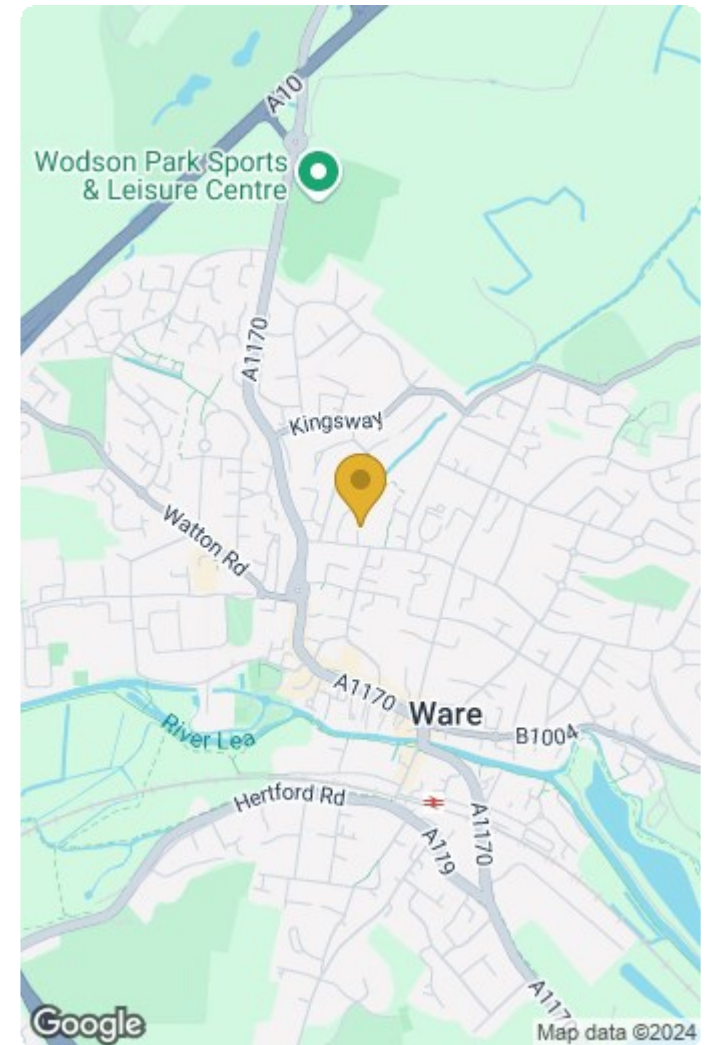 A10
Wodson Park Sports
& Leisure Centre
A1170
Kingsway
Watton Rd
A1170
Ware
B1004
River Lea
Hertford Rd
A1170
A119
Google
Map data ©2024